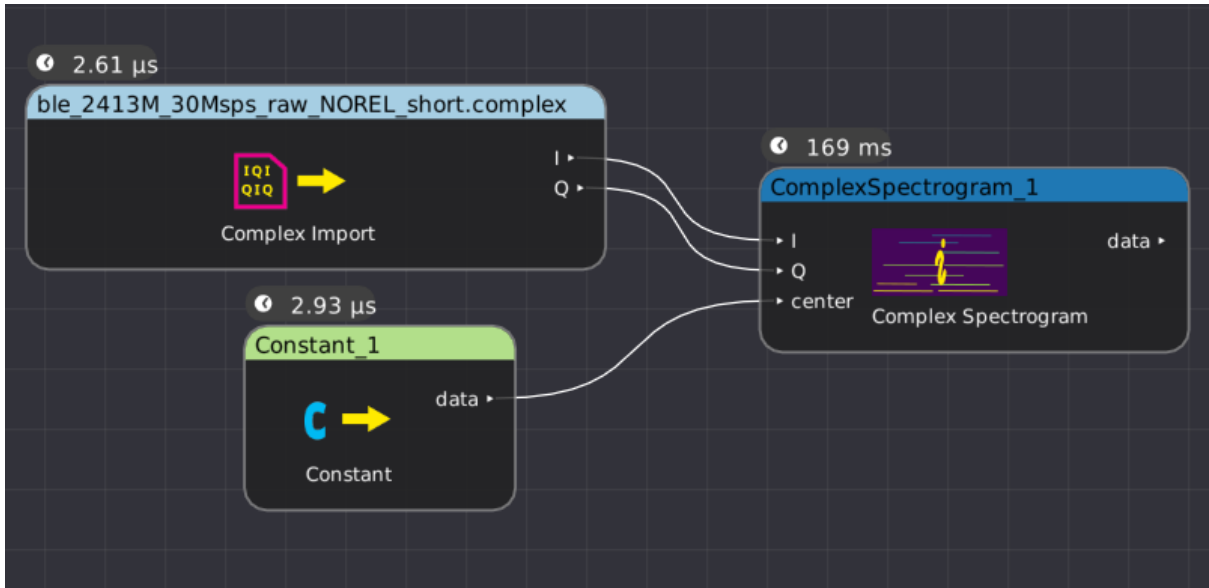 2.61 μs
ble_2413M_30Msps_raw_NOREL_short.complex
I
IQI
QIQ
Q
Complex Import
169 ms
ComplexSpectrogram_1
I
data
Q
center
Complex Spectrogram
2.93 μs
Constant_1
data
C
Constant